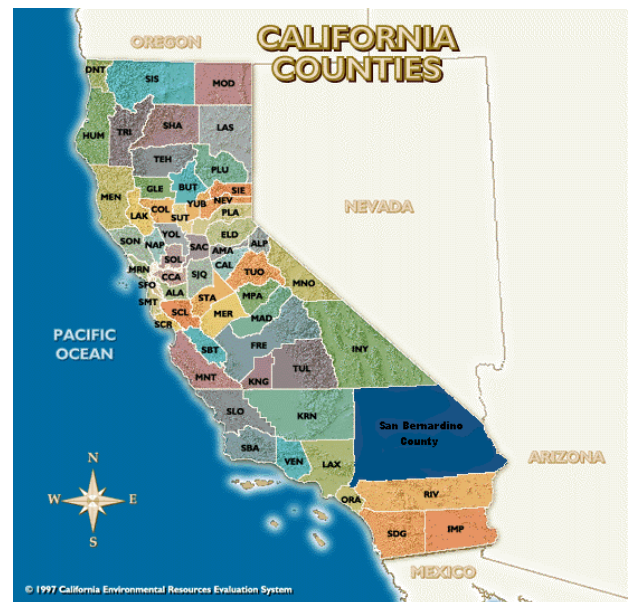 CALIFORNIA
COUNTIES
OREGON
DNT
SIS
MOD
HUM
TRI
SHA
LAS
TEH
PLU
MEN
GLE
BUT
SIE
NEV
YUB
LAK
COL
SUT
PLA
NEVADA
SON
NAP
YOL
ELD
SAC
AMA
ALP
SOL
CAL
MRN
CCA
SJQ
TUO
MNO
SFO
ALA
STA
MPA
SMT
SCL
MER
MAD
SCR
PACIFIC
OCEAN
SBT
FRE
INY
MNT
KNG
TUL
SLO
KRN
San Bernardino
County
SBA
VEN
LAX
ARIZONA
N
W
E
S
ORA
RIV
SDG
IMP
MEXICO
© 1997 California Environmental Resources Evaluation System